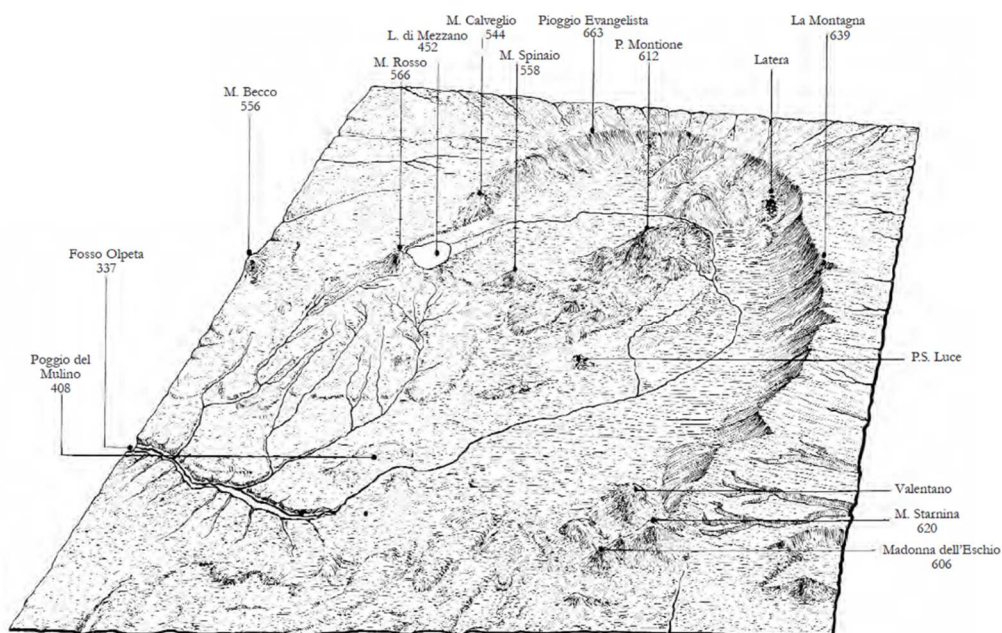 M. Calveglio
544
Pioggio Evangelista
663
La Montagna
639
L. di Mezzano
452
P. Montione
612
M. Rosso
566
M. Spinaio
558
Latera
M. Becco
556
Fosso Olpeta
337
Poggio del
Mulino
408
P.S. Luce
Valentano
M. Starnina
620
Madonna dell'Eschio
606